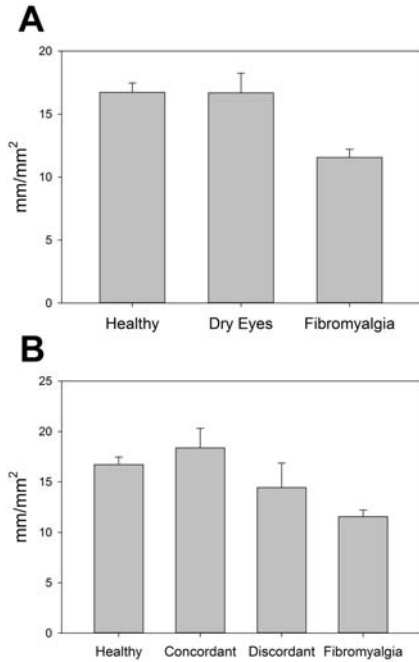 A
20
15
10
5
0
mm/mm²
Healthy Dry Eyes Fibromyalgia
B
25
20
15
10
5
0
mm/mm²
Healthy Concordant Discordant Fibromyalgia